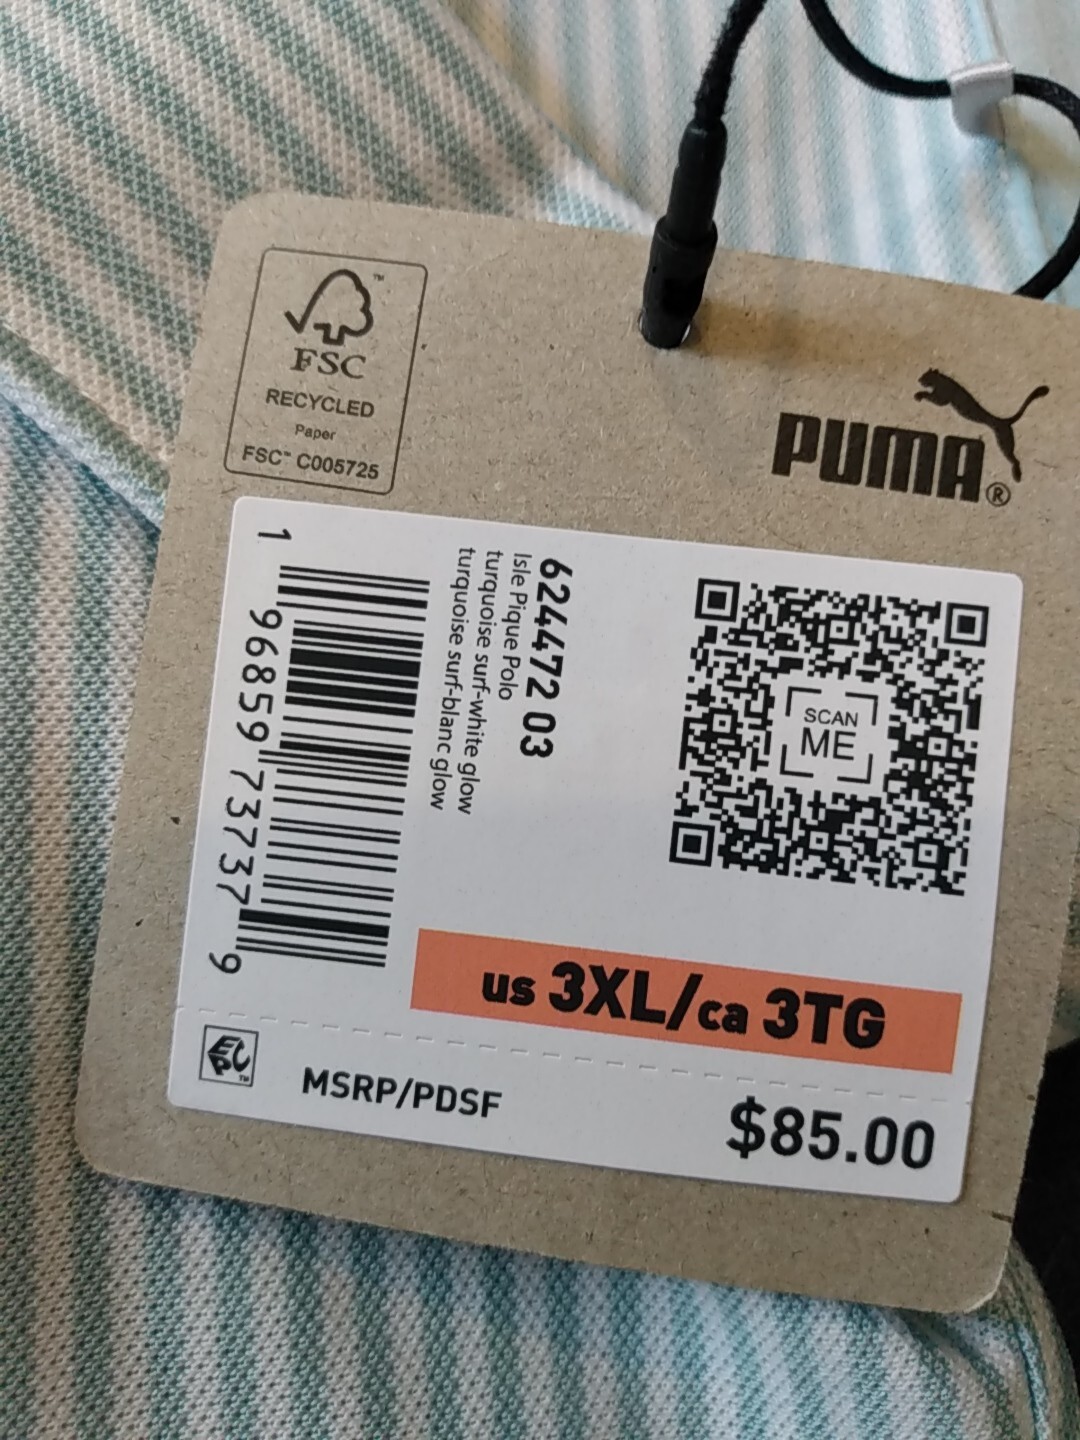 FSC
RECYCLED
Paper
FSC™ C005725
PUMA®
624472 03
Isle Pique Polo
turquoise surf-white glow
turquoise surf-blanc glow
1 96859 73737 9
SCAN
ME
us 3XL/ca 3TG
EPC™
MSRP/PDSF
$85.00